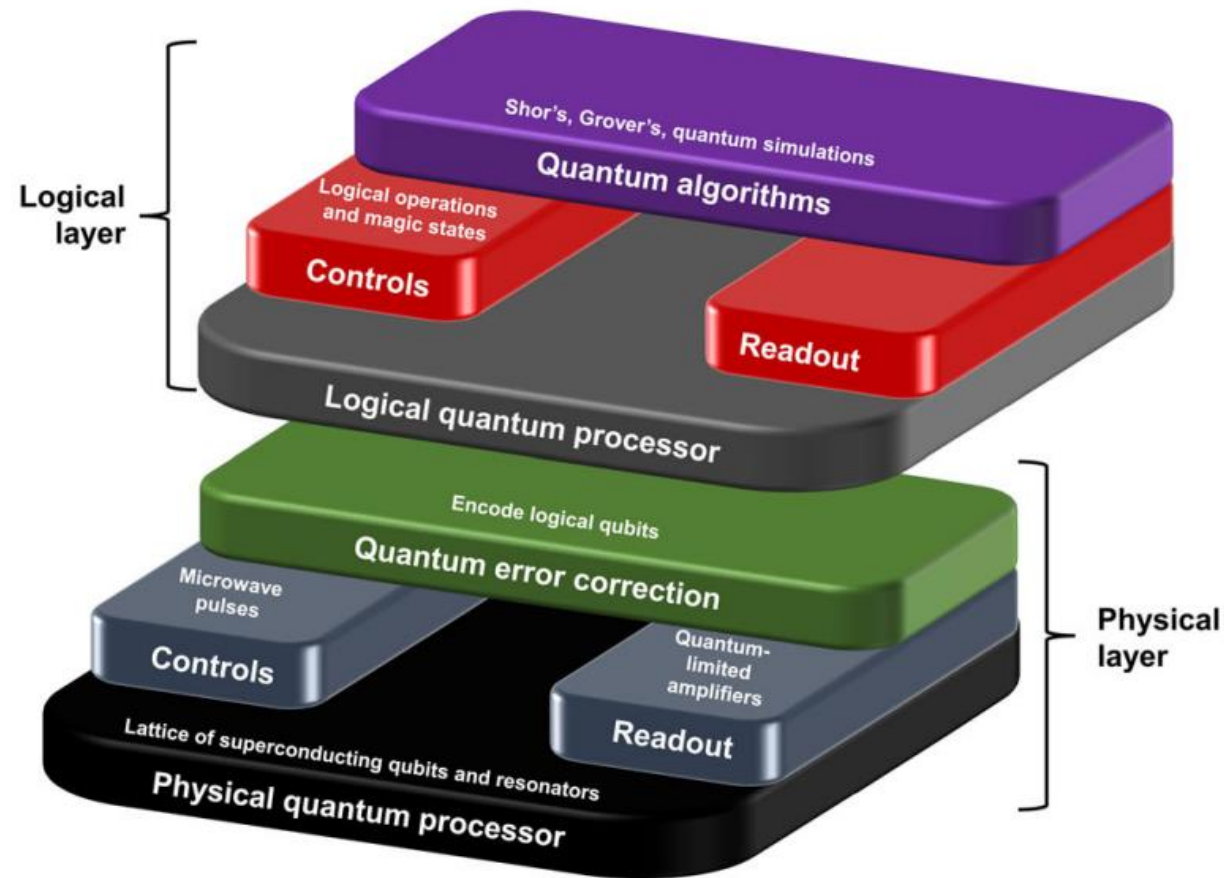 Logical
layer
Shor's, Grover's, quantum simulations
Quantum algorithms
Logical operations
and magic states
Controls
Readout
Logical quantum processor
Encode logical qubits
Quantum error correction
Microwave
pulses
Controls
Quantum-
limited
amplifiers
Readout
Lattice of superconducting qubits and resonators
Physical quantum processor
Physical
layer